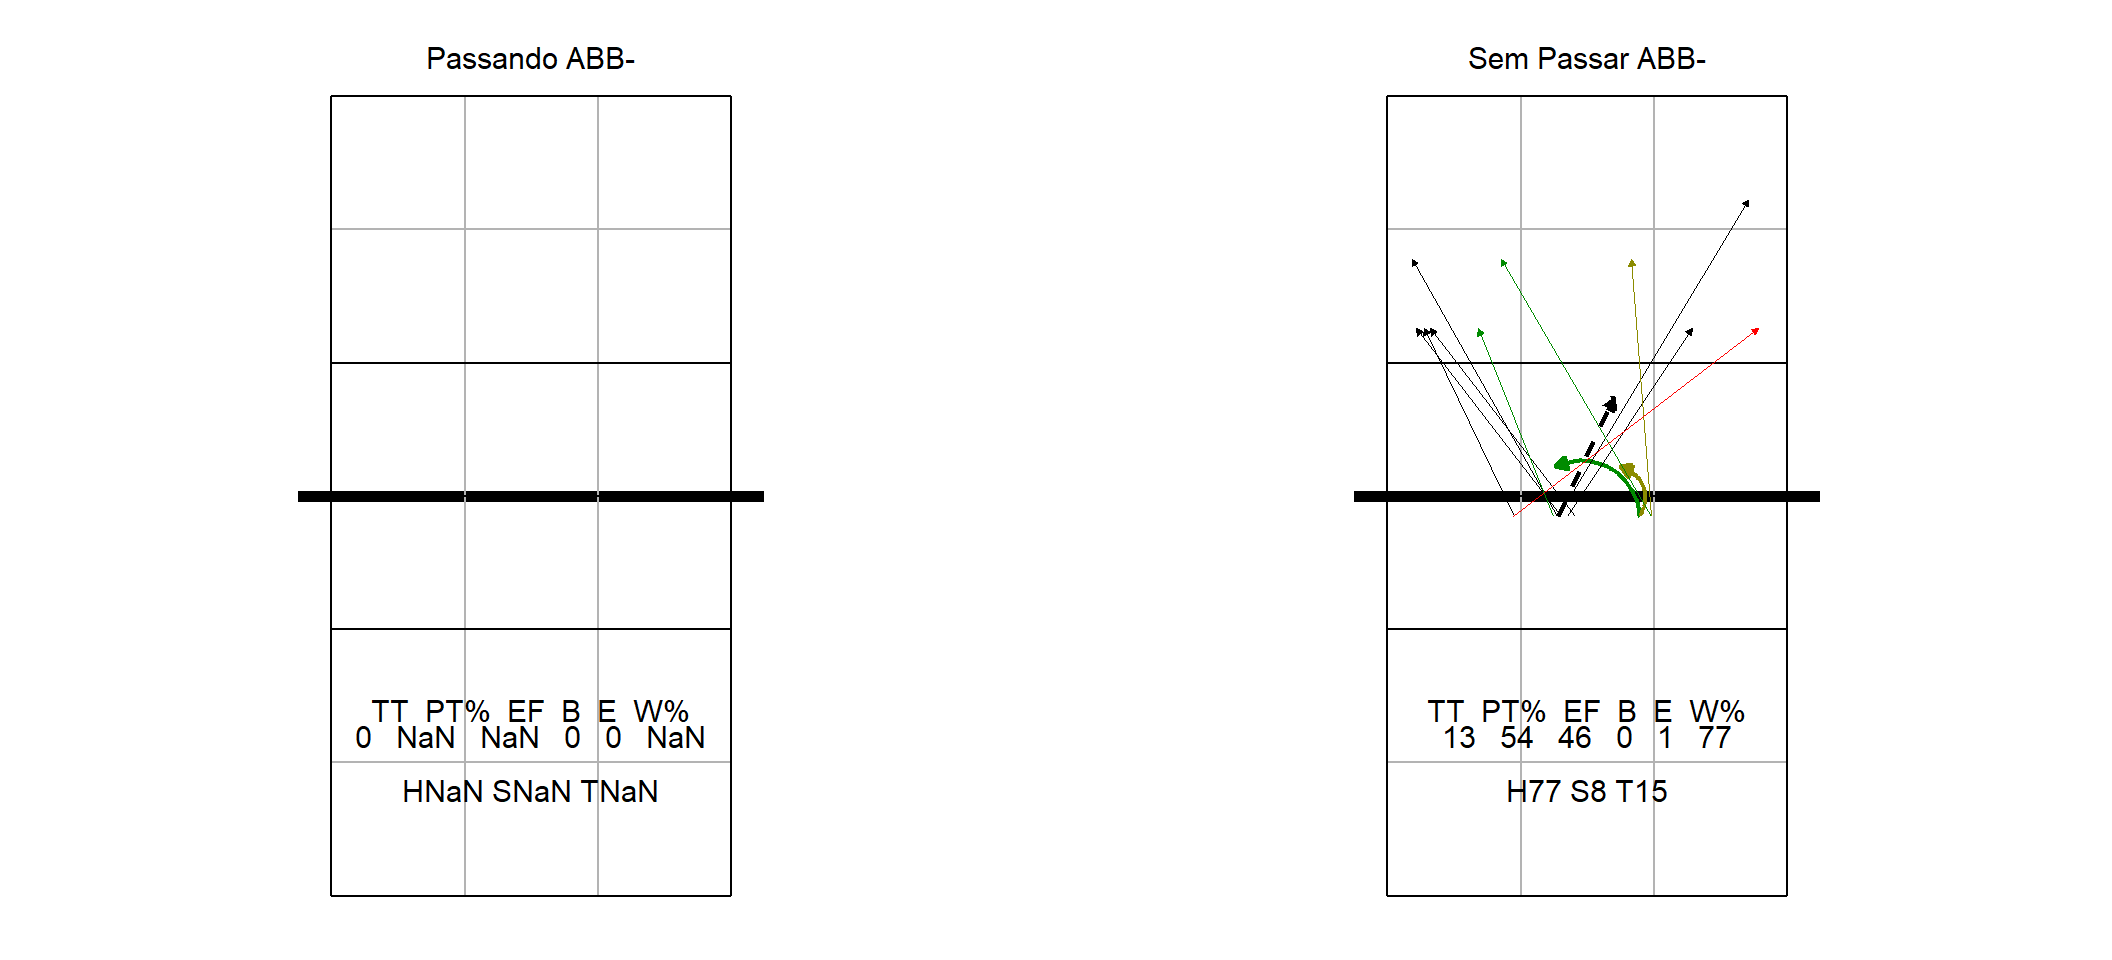 Passando ABB-
TT PT% EF B E W%
0 NaN NaN 0 0 NaN
HNaN SNaN TNaN
Sem Passar ABB-
TT PT% EF B E W%
13 54 46 0 1 77
H77 S8 T15